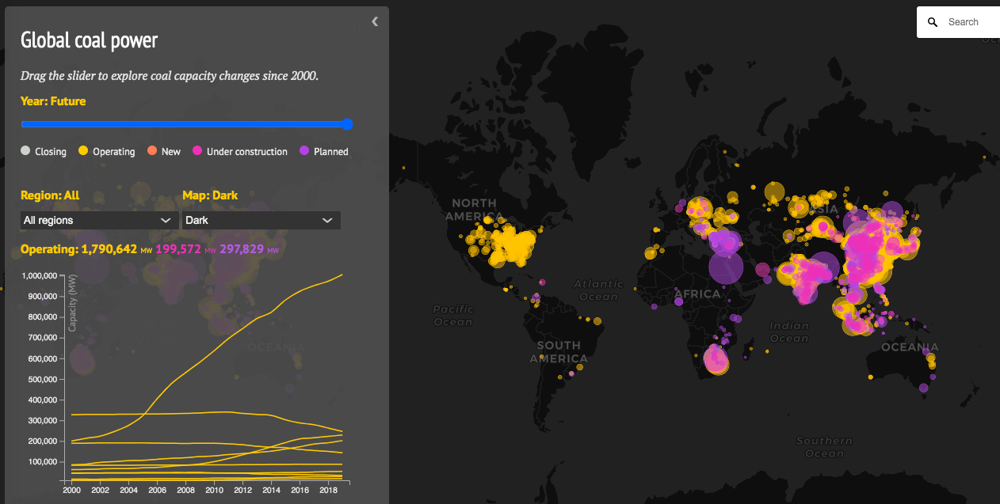 Global coal power
Drag the slider to explore coal capacity changes since 2000.
Year: Future
Closing Operating New Under construction Planned
Region: All Map: Dark
All regions Dark
Operating: 1,790,642 MW 199,572 MW 297,829 MW
Capacity (MW)
1,000,000
900,000
800,000
700,000
600,000
500,000
400,000
300,000
200,000
100,000
2000 2002 2004 2006 2008 2010 2012 2014 2016 2018
Search
NORTH
AMERICA
ASIA
Atlantic
Ocean
AFRICA
Pacific
Ocean
Indian
Ocean
SOUTH
AMERICA
OCEANIA
Southern
Ocean
OCEANIA